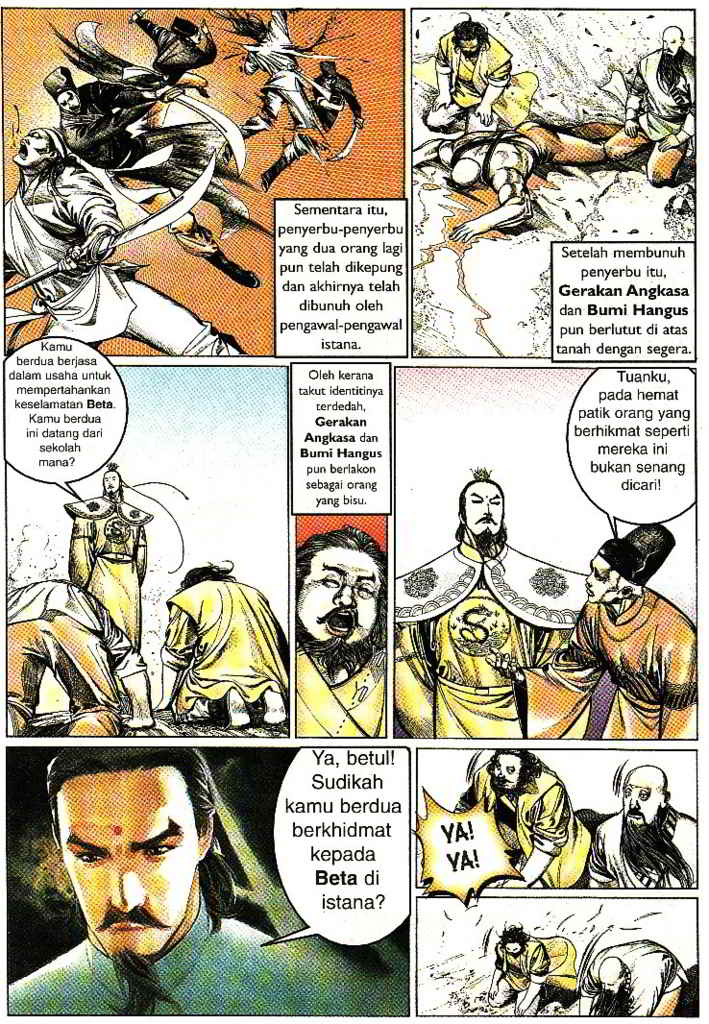 Sementara itu,
penyerbu-penyerbu
yang dua orang lagi
pun telah dikepung
dan akhirnya telah
dibunuh oleh
pengawal-pengawal
istana.
Setelah membunuh
penyerbu itu,
Gerakan Angkasa
dan Bumi Hangus
pun berlutut di atas
tanah dengan segera.
Kamu
berdua berjasa
dalam usaha untuk
mempertahankan
keselamatan Beta.
Kamu berdua
ini datang dari
sekolah
mana?
Oleh kerana
takut identitinya
terdedah,
Gerakan
Angkasa dan
Bumi Hangus
pun berlakon
sebagai orang
yang bisu.
Tuanku,
pada hemat
patik orang yang
berhikmat seperti
mereka ini
bukan senang
dicari!
Ya, betul!
Sudikah
kamu berdua
berkhidmat
kepada
Beta di
istana?
YA!
YA!